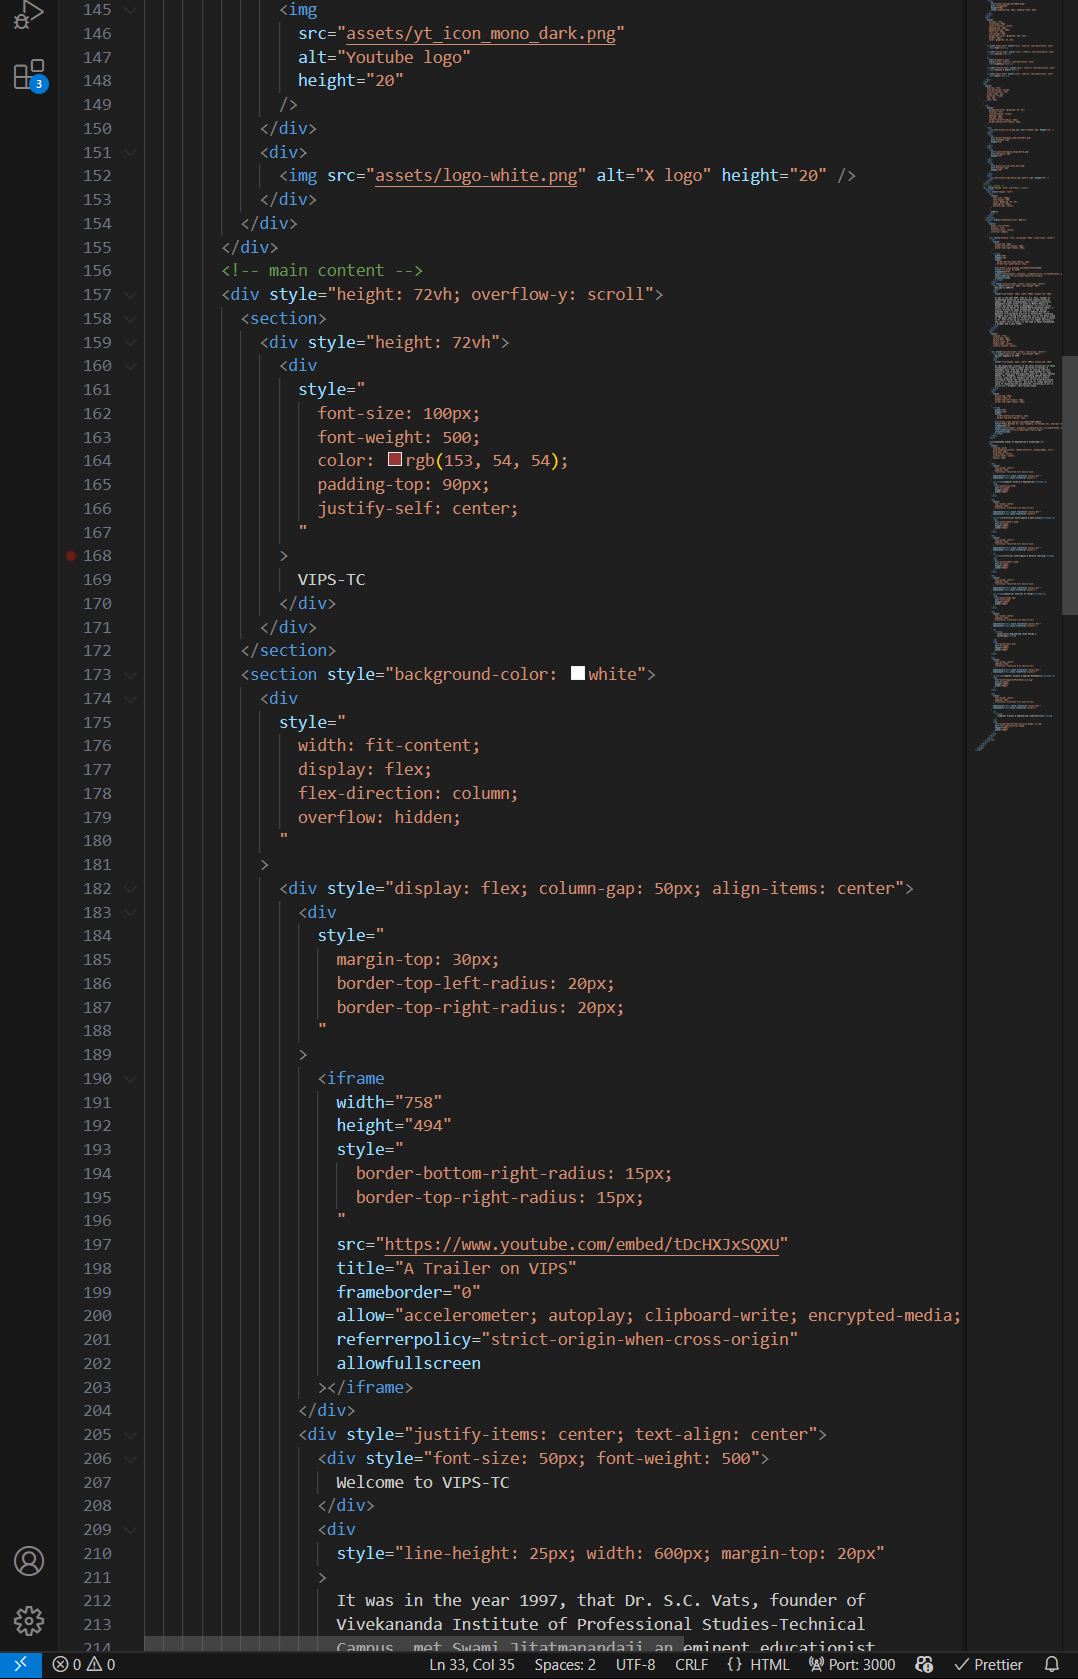 145 <img
146 src="assets/yt_icon_mono_dark.png"
147 alt="Youtube logo"
148 height="20"
149 />
150 </div>
151 <div>
152 <img src="assets/logo-white.png" alt="X logo" height="20" />
153 </div>
154 </div>
155 </div>
156 <!-- main content -->
157 <div style="height: 72vh; overflow-y: scroll">
158 <section>
159 <div style="height: 72vh">
160 <div
161 style="
162 font-size: 100px;
163 font-weight: 500;
164 color: rgb(153, 54, 54);
165 padding-top: 90px;
166 justify-self: center;
167 "
168 >
169 VIPS-TC
170 </div>
171 </div>
172 </section>
173 <section style="background-color: white">
174 <div
175 style="
176 width: fit-content;
177 display: flex;
178 flex-direction: column;
179 overflow: hidden;
180 "
181 >
182 <div style="display: flex; column-gap: 50px; align-items: center">
183 <div
184 style="
185 margin-top: 30px;
186 border-top-left-radius: 20px;
187 border-top-right-radius: 20px;
188 "
189 >
190 <iframe
191 width="758"
192 height="494"
193 style="
194 border-bottom-right-radius: 15px;
195 border-top-right-radius: 15px;
196 "
197 src="https://www.youtube.com/embed/tDcHXJxSQXU"
198 title="A Trailer on VIPS"
199 frameborder="0"
200 allow="accelerometer; autoplay; clipboard-write; encrypted-media;
201 referrerpolicy="strict-origin-when-cross-origin"
202 allowfullscreen
203 ></iframe>
204 </div>
205 <div style="justify-items: center; text-align: center">
206 <div style="font-size: 50px; font-weight: 500">
207 Welcome to VIPS-TC
208 </div>
209 <div
210 style="line-height: 25px; width: 600px; margin-top: 20px"
211 >
212 It was in the year 1997, that Dr. S.C. Vats, founder of
213 Vivekananda Institute of Professional Studies-Technical
214 Campus, met Swami Jitatmanandaji an eminent educationist
3
0 0 Ln 33, Col 35 Spaces: 2 UTF-8 CRLF {} HTML Port: 3000 Prettier